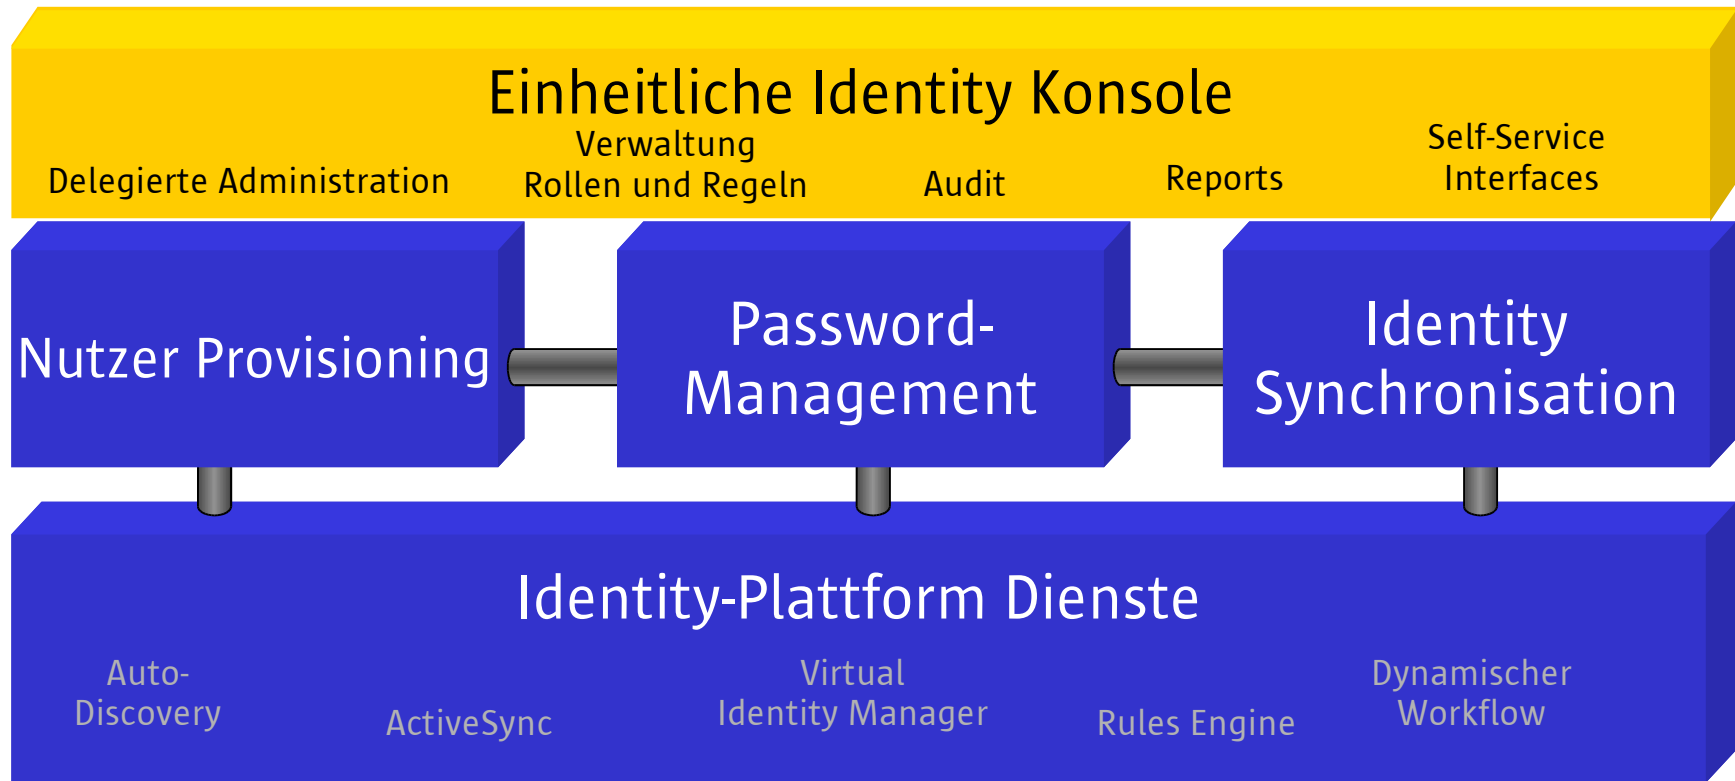 Einheitliche Identity Konsole
Delegierte Administration
Verwaltung
Rollen und Regeln
Audit
Reports
Self-Service
Interfaces
Nutzer Provisioning
Password-
Management
Identity
Synchronisation
Identity-Plattform Dienste
Auto-
Discovery
ActiveSync
Virtual
Identity Manager
Rules Engine
Dynamischer
Workflow